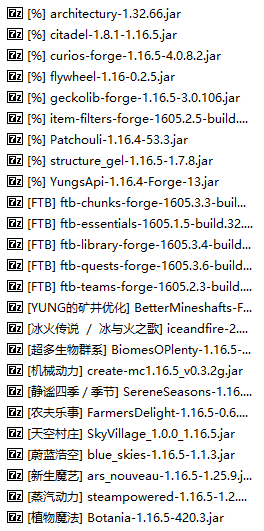 [%] architectury-1.32.66.jar
[%] citadel-1.8.1-1.16.5.jar
[%] curios-forge-1.16.5-4.0.8.2.jar
[%] flywheel-1.16-0.2.5.jar
[%] geckolib-forge-1.16.5-3.0.106.jar
[%] item-filters-forge-1605.2.5-build....
[%] Patchouli-1.16.4-53.3.jar
[%] structure_gel-1.16.5-1.7.8.jar
[%] YungsApi-1.16.4-Forge-13.jar
[FTB] ftb-chunks-forge-1605.3.3-buil...
[FTB] ftb-essentials-1605.1.5-build.32....
[FTB] ftb-library-forge-1605.3.4-build....
[FTB] ftb-quests-forge-1605.3.6-build....
[FTB] ftb-teams-forge-1605.2.3-build....
[YUNG的矿井优化] BetterMineshafts-F...
[冰火传说 / 冰与火之歌] iceandfire-2....
[超多生物群系] BiomesOPlenty-1.16.5-...
[机械动力] create-mc1.16.5_v0.3.2g.jar
[静谧四季 / 季节] SereneSeasons-1.16....
[农夫乐事] FarmersDelight-1.16.5-0.6....
[天空村庄] SkyVillage_1.0.0_1.16.5.jar
[蔚蓝浩空] blue_skies-1.16.5-1.1.3.jar
[新生魔艺] ars_nouveau-1.16.5-1.25.9.j...
[蒸汽动力] steampowered-1.16.5-1.2....
[植物魔法] Botania-1.16.5-420.3.jar